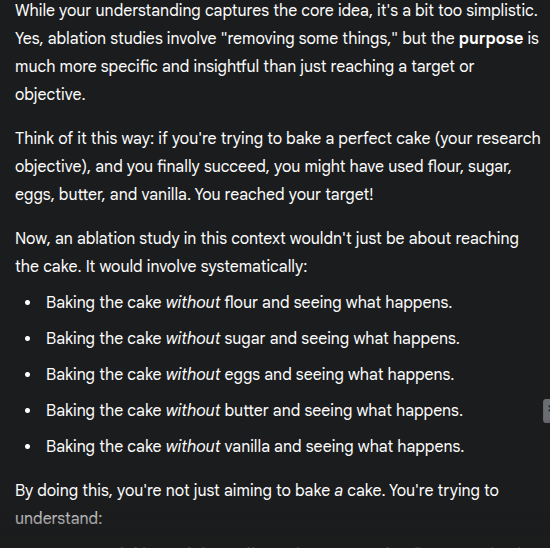 While your understanding captures the core idea, it's a bit too simplistic.
Yes, ablation studies involve "removing some things," but the purpose is
much more specific and insightful than just reaching a target or
objective.
Think of it this way: if you're trying to bake a perfect cake (your research
objective), and you finally succeed, you might have used flour, sugar,
eggs, butter, and vanilla. You reached your target!
Now, an ablation study in this context wouldn't just be about reaching
the cake. It would involve systematically:
• Baking the cake without flour and seeing what happens.
• Baking the cake without sugar and seeing what happens.
• Baking the cake without eggs and seeing what happens.
• Baking the cake without butter and seeing what happens.
• Baking the cake without vanilla and seeing what happens.
By doing this, you're not just aiming to bake a cake. You're trying to
understand: